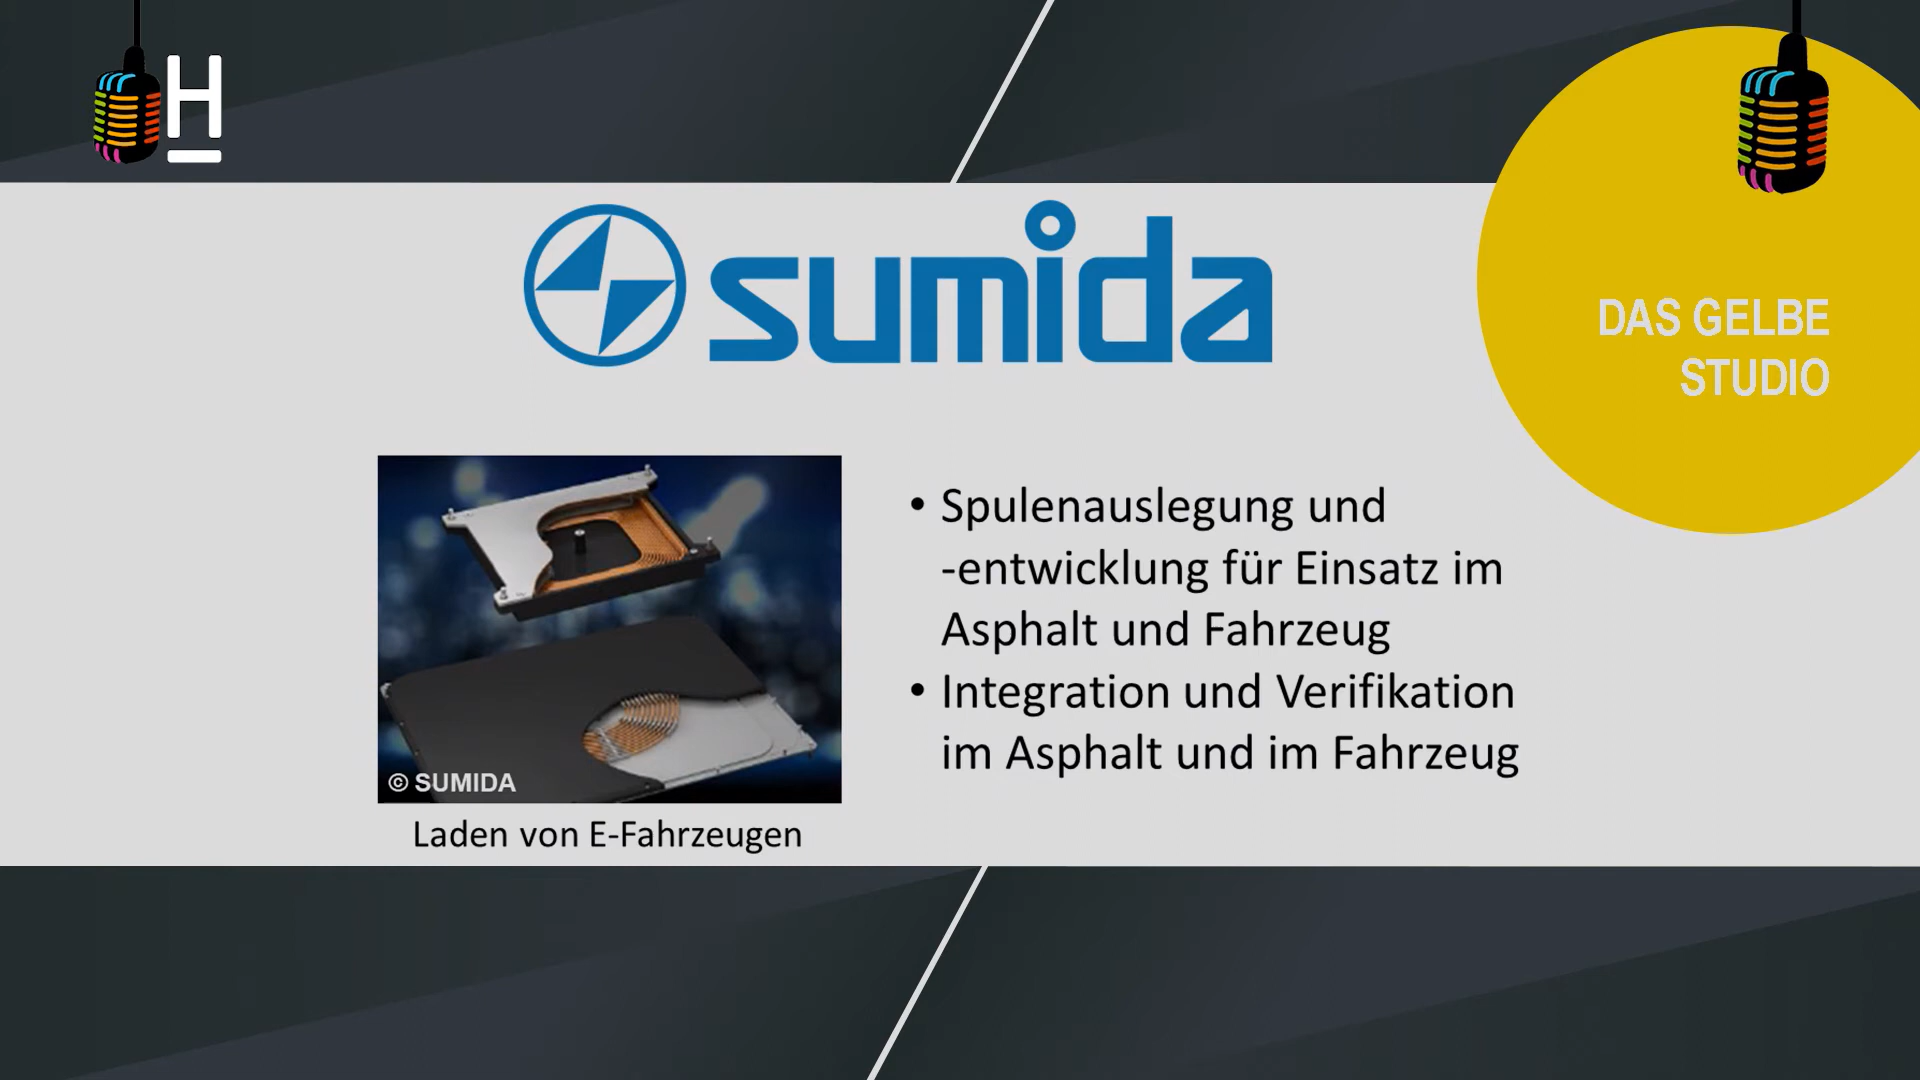 H
sumida
DAS GELBE
STUDIO
• Spulenauslegung und
-entwicklung für Einsatz im
Asphalt und Fahrzeug
• Integration und Verifikation
im Asphalt und im Fahrzeug
© SUMIDA
Laden von E-Fahrzeugen